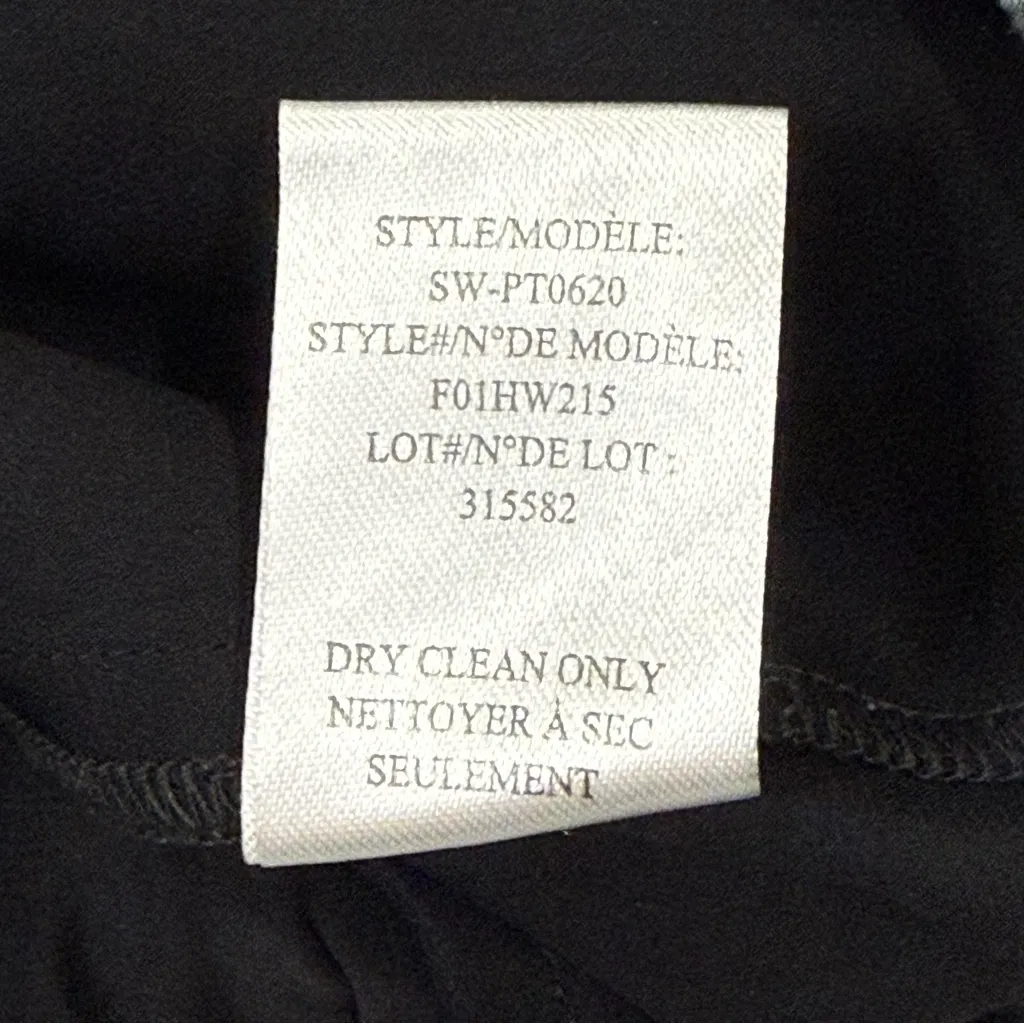 STYLE/MODÈLE:
SW-PT0620
STYLE#/N°DE MODÈLE:
F01HW215
LOT#/N°DE LOT :
315582
DRY CLEAN ONLY
NETTOYER À SEC
SEULEMENT